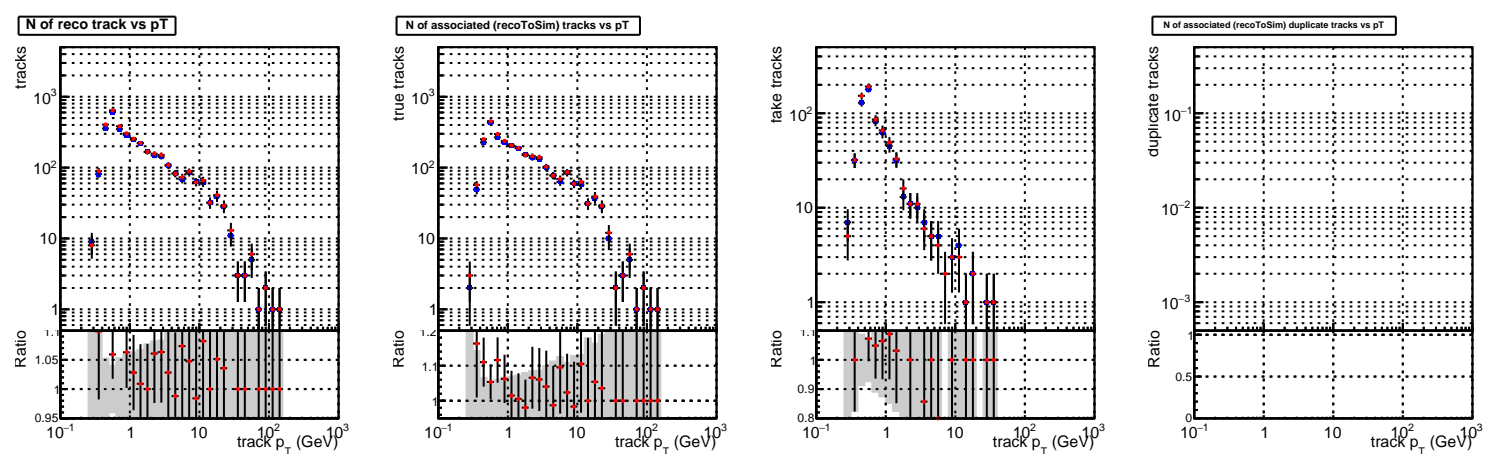 N of reco track vs pT
tracks
10³
10²
10
1
Ratio
1.1
1.05
1
0.95
10⁻¹ 1 10 10² 10³
track p_T (GeV)
N of associated (recoToSim) tracks vs pT
true tracks
10³
10²
10
1
Ratio
1.2
1.1
1
10⁻¹ 1 10 10² 10³
track p_T (GeV)
fake tracks
10²
10
1
Ratio
1.1
1
0.9
0.8
10⁻¹ 1 10 10² 10³
track p_T (GeV)
N of associated (recoToSim) duplicate tracks vs pT
duplicate tracks
10⁻¹
10⁻²
10⁻³
Ratio
1
0.5
0
10⁻¹ 1 10 10² 10³
track p_T (GeV)